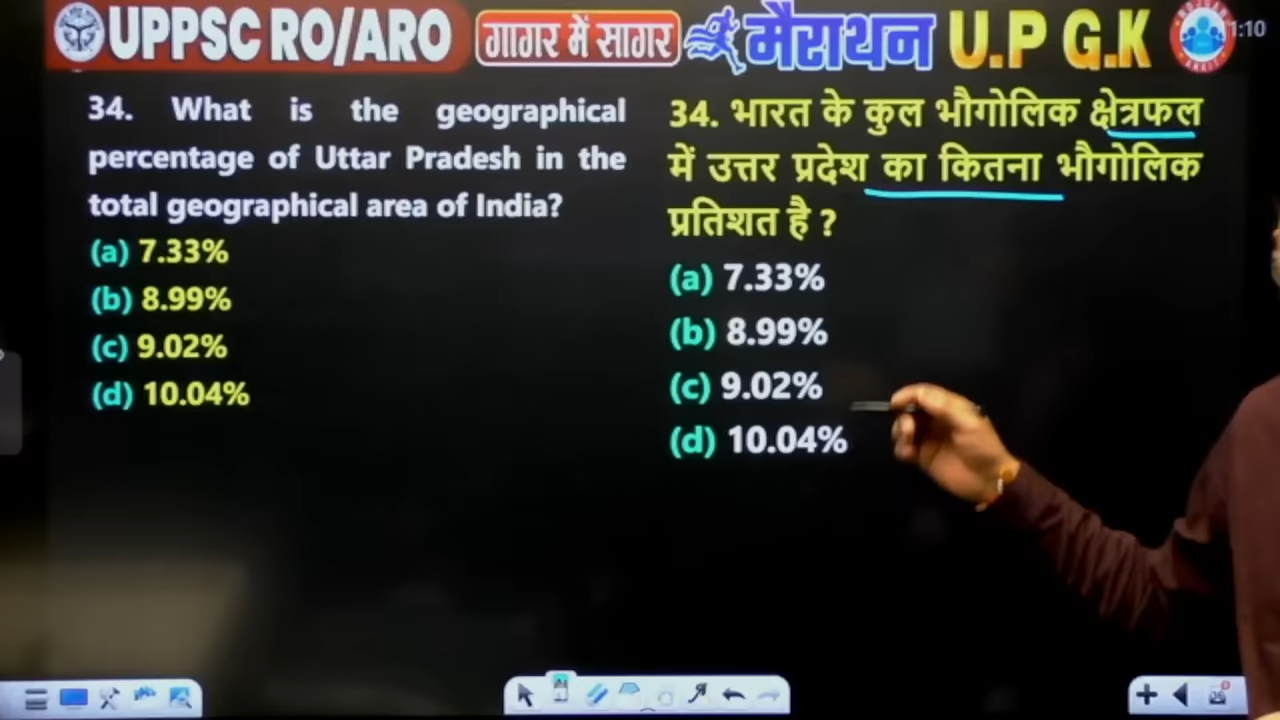 UPPSC RO/ARO गागर में सागर मैराथन U.P G.K
1:10
34. What is the geographical
percentage of Uttar Pradesh in the
total geographical area of India?
(a) 7.33%
(b) 8.99%
(c) 9.02%
(d) 10.04%
34. भारत के कुल भौगोलिक क्षेत्रफल
में उत्तर प्रदेश का कितना भौगोलिक
प्रतिशत है ?
(a) 7.33%
(b) 8.99%
(c) 9.02%
(d) 10.04%